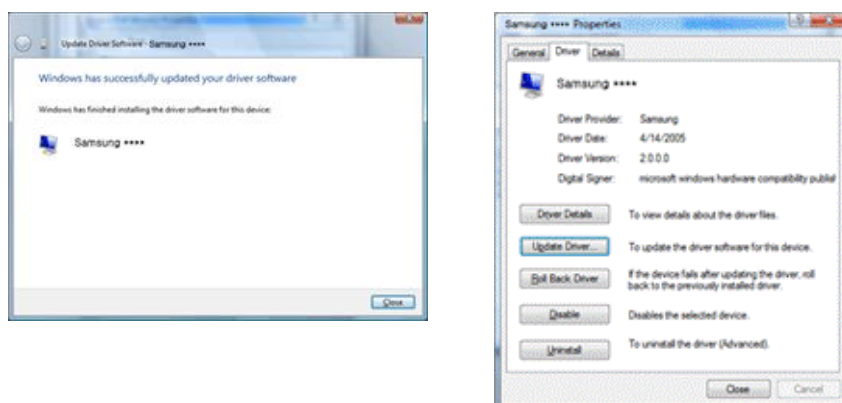 Update Driver Software - Samsung ****
Windows has successfully updated your driver software
Windows has finished installing the driver software for this device:
Samsung ****
Close
Samsung **** Properties
General Driver Details
Samsung ****
Driver Provider: Samsung
Driver Date: 4/14/2005
Driver Version: 2.0.0.0
Digital Signer: microsoft windows hardware compatibility publisl
Driver Details To view details about the driver files.
Update Driver... To update the driver software for this device.
Roll Back Driver If the device fails after updating the driver, roll
back to the previously installed driver.
Disable Disables the selected device.
Uninstall To uninstall the driver (Advanced).
Close Cancel